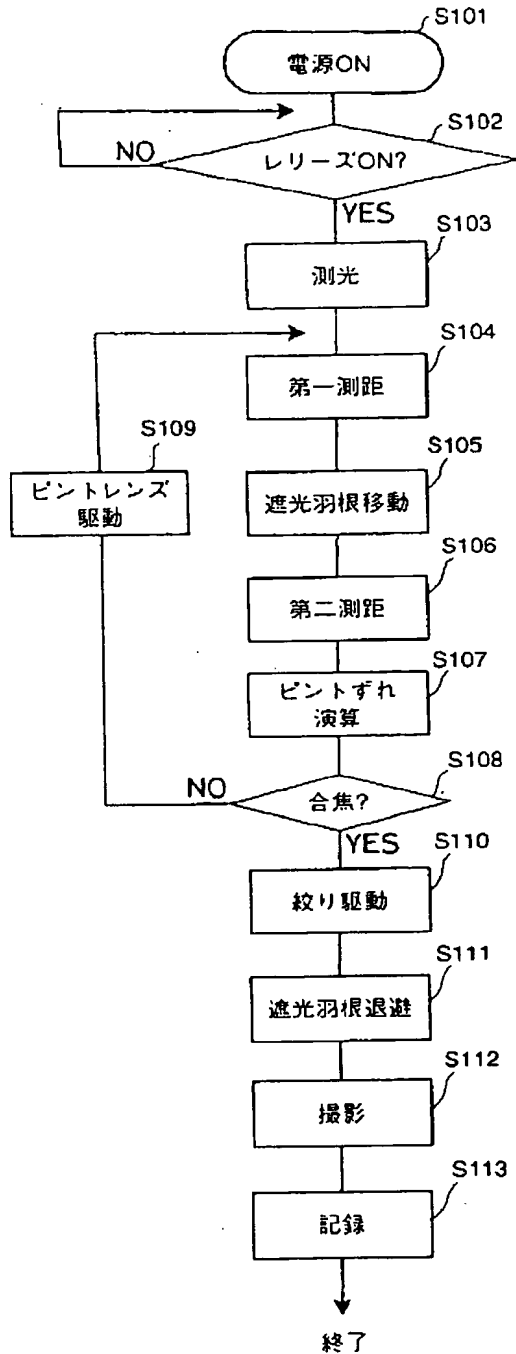 S101
電源ON
S102
レリーズON?
NO
YES
S103
測光
S104
第一測距
S109
ピントレンズ
駆動
S105
遮光羽根移動
S106
第二測距
S107
ピントずれ
演算
S108
合焦?
NO
YES
S110
絞り駆動
S111
遮光羽根退避
S112
撮影
S113
記録
終了